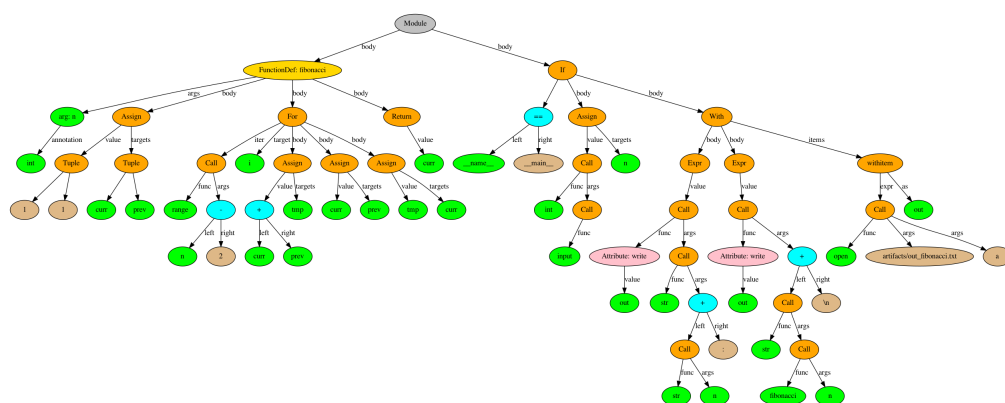 Module
body
body
FunctionDef: fibonacci
If
args
body
body
body
body
body
arg: n
Assign
For
Return
==
Assign
With
annotation
value
targets
iter
target
body
body
body
value
left
right
value
targets
body
body
items
int
Tuple
Tuple
Call
i
Assign
Assign
Assign
curr
__name__
__main__
Call
n
Expr
Expr
withitem
func
args
value
targets
value
targets
value
targets
func
args
value
value
expr
as
1
1
curr
prev
range
-
+
tmp
curr
prev
tmp
curr
int
Call
Call
Call
Call
out
left
right
left
right
func
func
args
func
args
func
args
args
n
2
curr
prev
input
Attribute: write
Call
Attribute: write
+
open
artifacts/out_fibonacci.txt
a
value
func
args
value
left
right
out
str
+
out
Call
\n
left
right
func
args
Call
:
str
Call
func
args
func
args
str
n
fibonacci
n